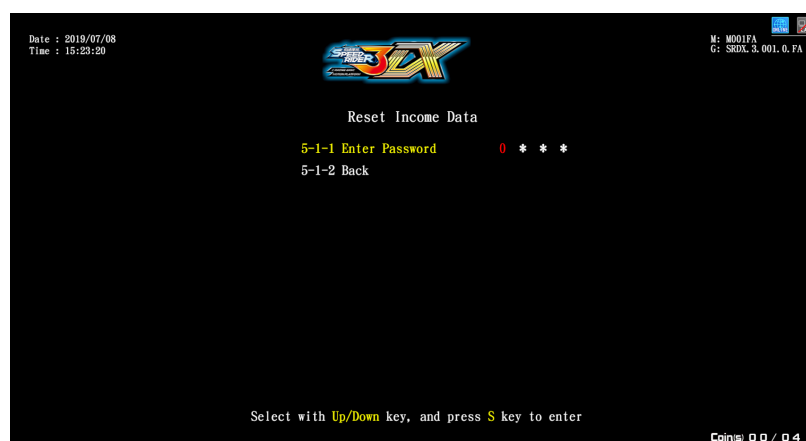 Date : 2019/07/08
Time : 15:23:20
SPEED RIDER 3 DX
M: M001FA
G: SRDX.3.001.0.FA
Reset Income Data
5-1-1 Enter Password 0 * * *
5-1-2 Back
Select with Up/Down key, and press S key to enter
Coin(s) 00/04